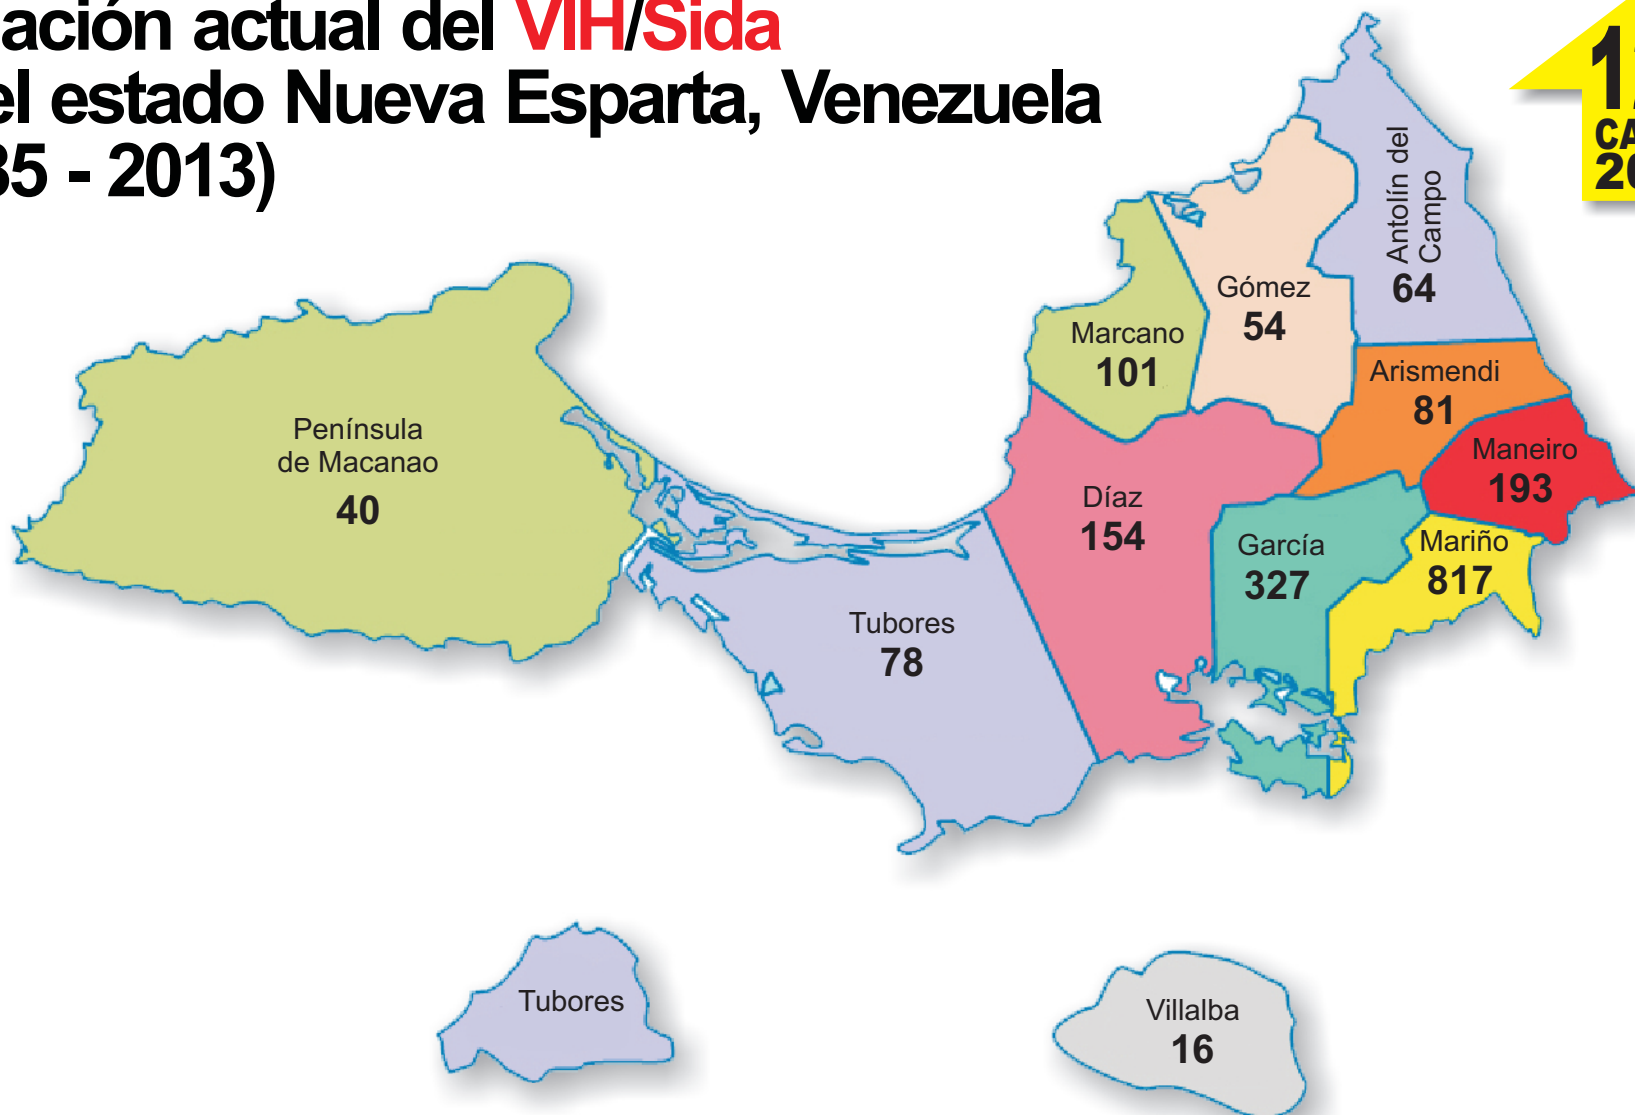 ación actual del VIH/Sida
el estado Nueva Esparta, Venezuela
35 - 2013)
Antolín del
Campo
64
Gómez
54
Marcano
101
Arismendi
81
Maneiro
193
Península
de Macanao
40
Díaz
154
García
327
Mariño
817
Tubores
78
Tubores
Villalba
16